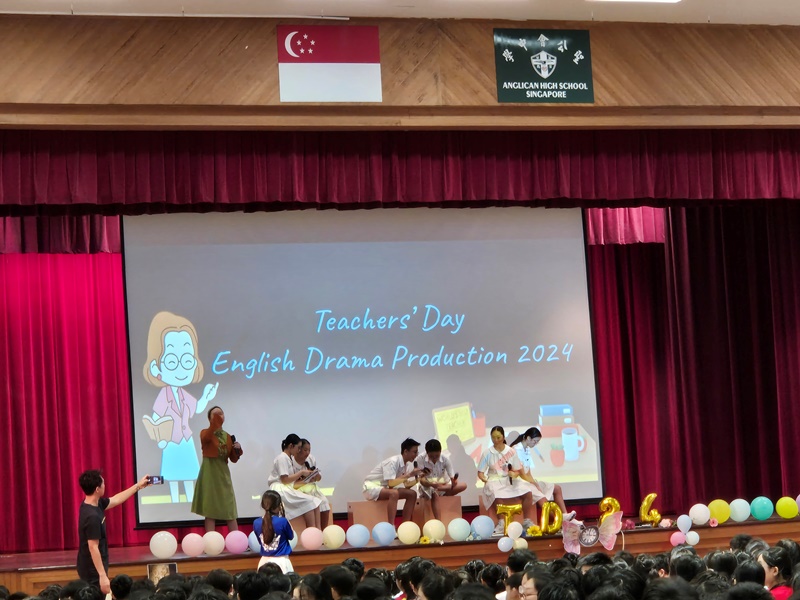 ANGLICAN HIGH SCHOOL
SINGAPORE
Teachers' Day
English Drama Production 2024
TD 24